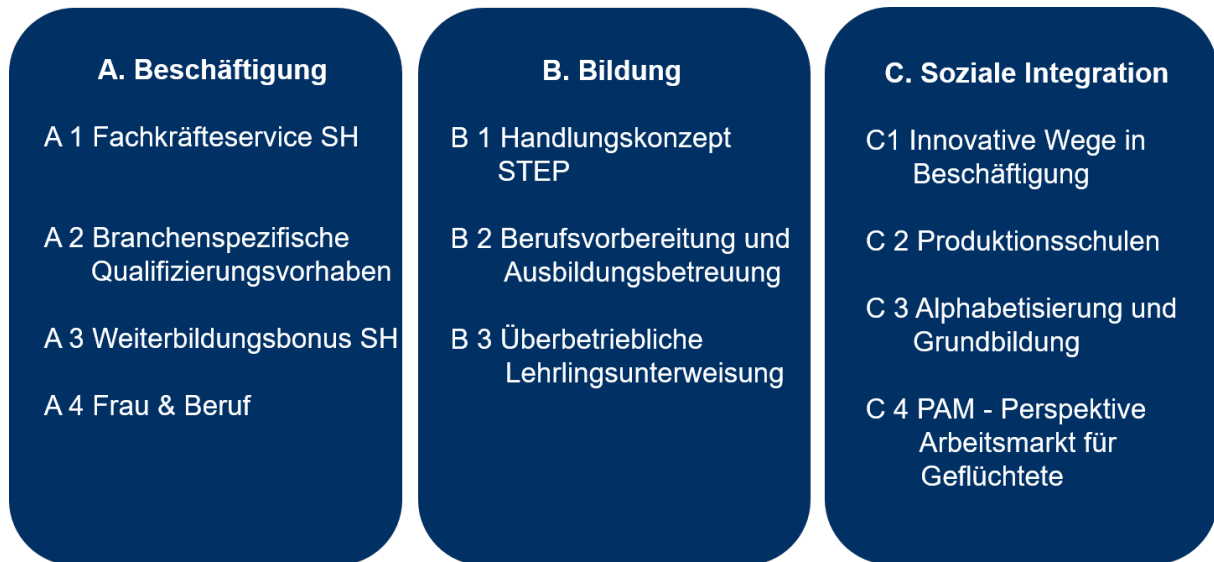 A. Beschäftigung
A 1 Fachkräfteservice SH
A 2 Branchenspezifische
Qualifizierungsvorhaben
A 3 Weiterbildungsbonus SH
A 4 Frau & Beruf
B. Bildung
B 1 Handlungskonzept
STEP
B 2 Berufsvorbereitung und
Ausbildungsbetreuung
B 3 Überbetriebliche
Lehrlingsunterweisung
C. Soziale Integration
C1 Innovative Wege in
Beschäftigung
C 2 Produktionsschulen
C 3 Alphabetisierung und
Grundbildung
C 4 PAM - Perspektive
Arbeitsmarkt für
Geflüchtete